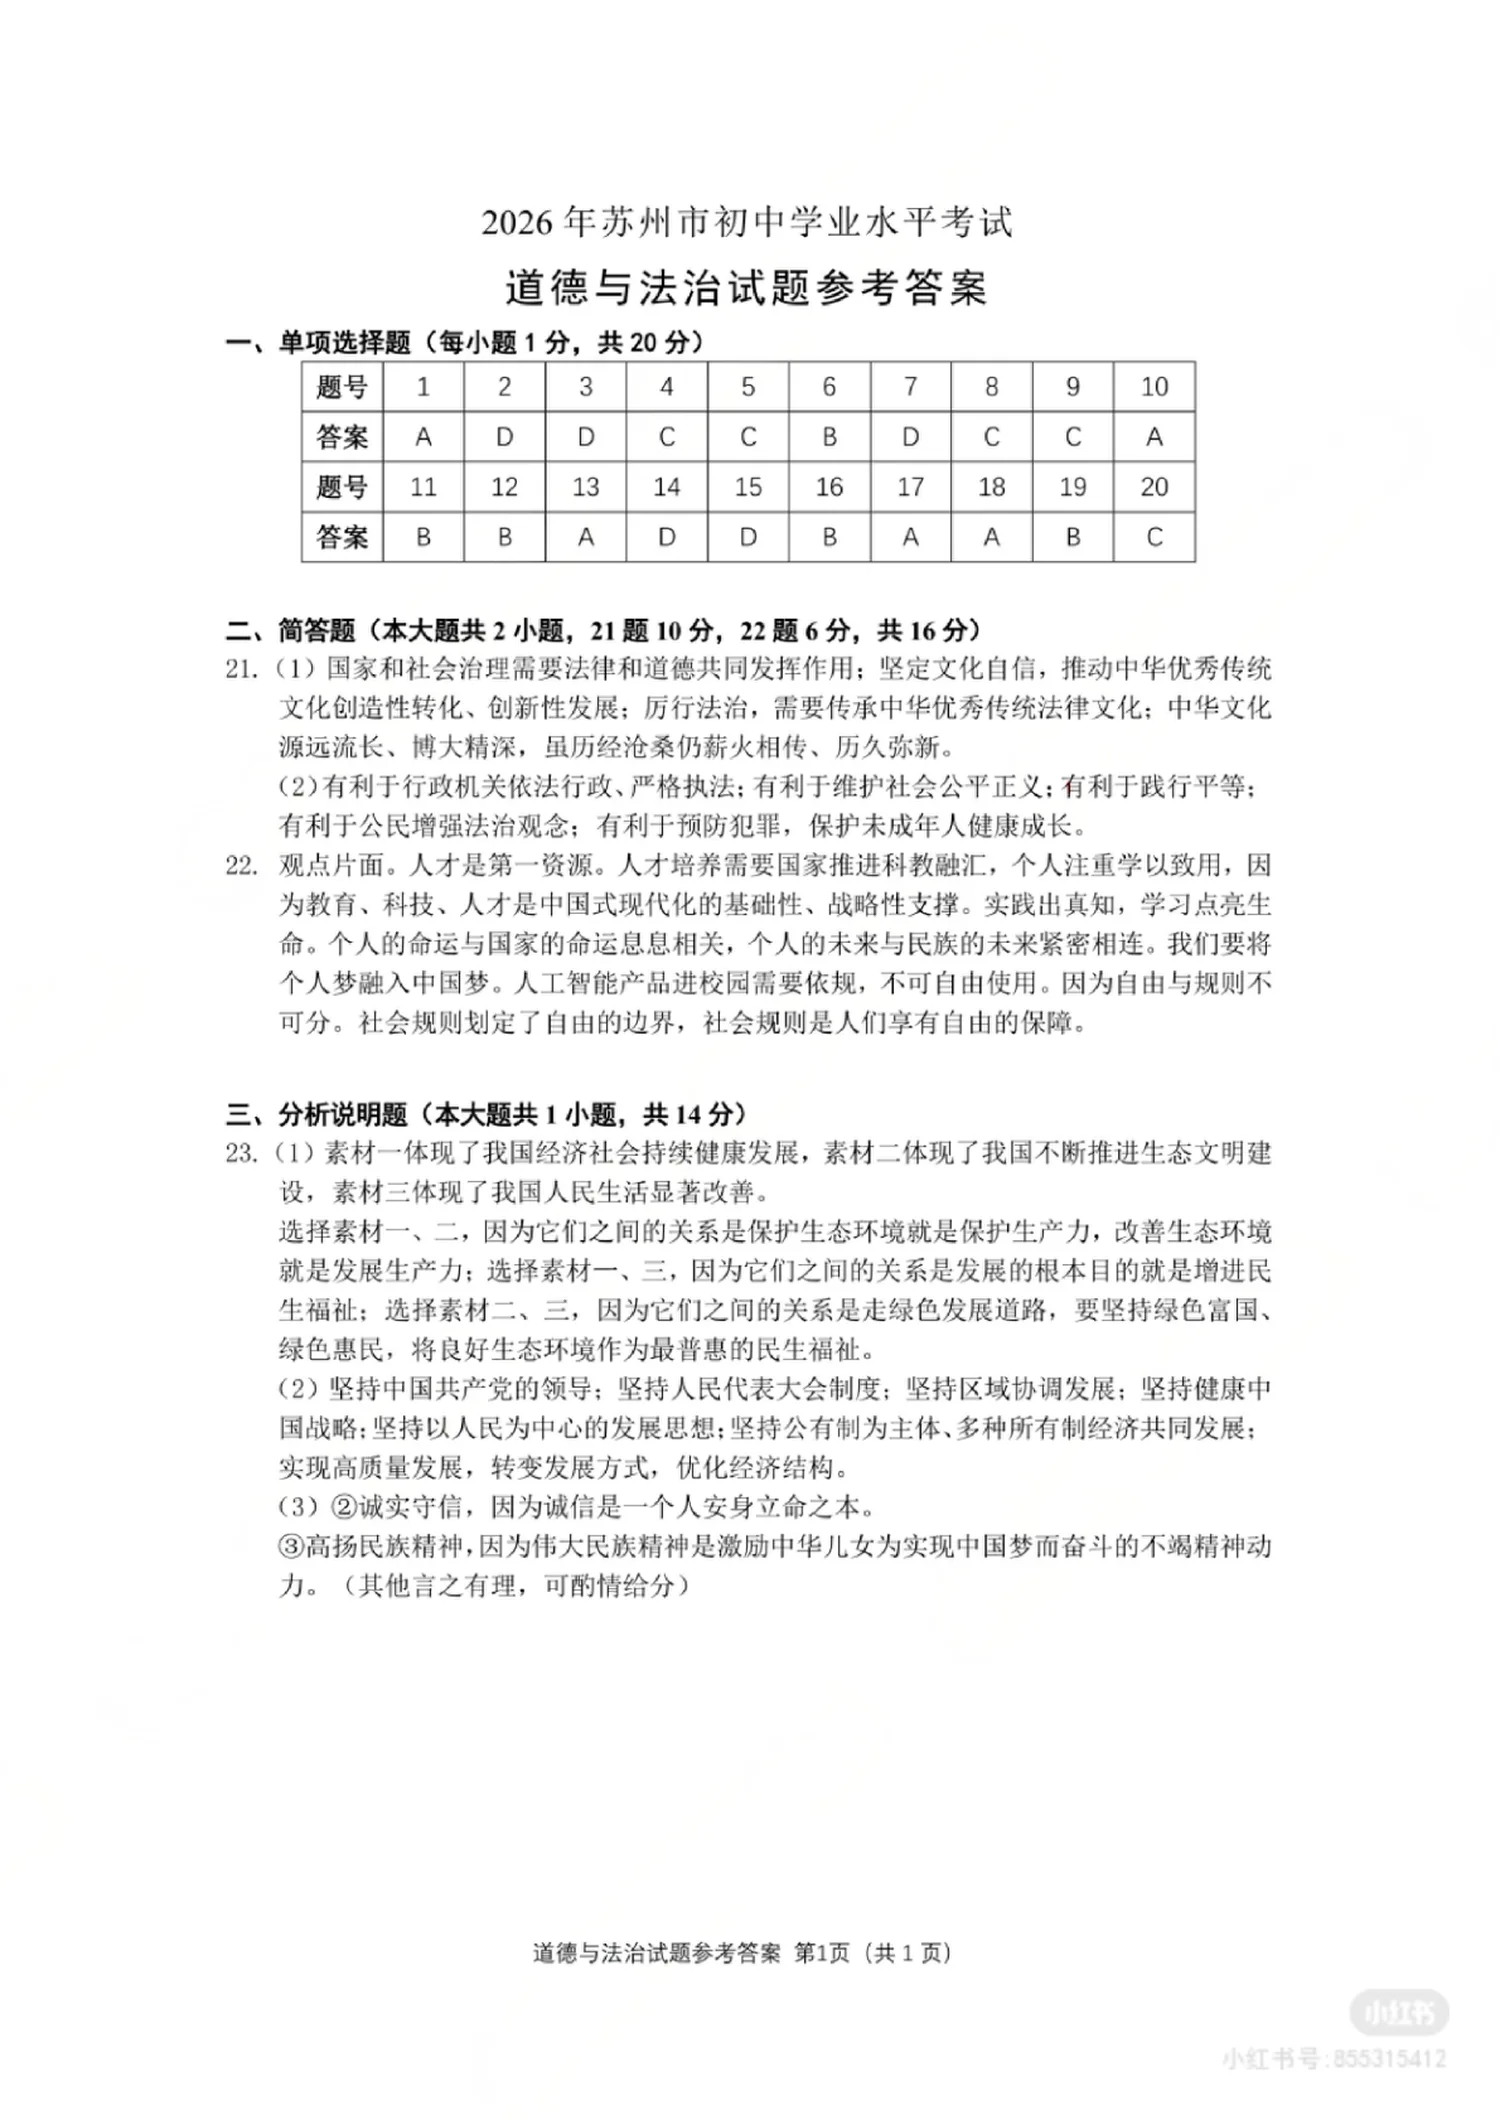 2026年苏州市初中学业水平考试
道德与法治试题参考答案
一、单项选择题（每小题1分，共20分）
题号 1 2 3 4 5 6 7 8 9 10
答案 A D D C C B D C C A
题号 11 12 13 14 15 16 17 18 19 20
答案 B B A D D B A A B C
二、简答题（本大题共2小题，21题10分，22题6分，共16分）
21.（1）国家和社会治理需要法律和道德共同发挥作用；坚定文化自信，推动中华优秀传统
文化创造性转化、创新性发展；厉行法治，需要传承中华优秀传统法律文化；中华文化
源远流长、博大精深，虽历经沧桑仍薪火相传、历久弥新。
（2）有利于行政机关依法行政、严格执法；有利于维护社会公平正义；有利于践行平等；
有利于公民增强法治观念；有利于预防犯罪，保护未成年人健康成长。
22. 观点片面。人才是第一资源。人才培养需要国家推进科教融汇，个人注重学以致用，因
为教育、科技、人才是中国式现代化的基础性、战略性支撑。实践出真知，学习点亮生
命。个人的命运与国家的命运息息相关，个人的未来与民族的未来紧密相连。我们要将
个人梦融入中国梦。人工智能产品进校园需要依规，不可自由使用。因为自由与规则不
可分。社会规则划定了自由的边界，社会规则是人们享有自由的保障。
三、分析说明题（本大题共1小题，共14分）
23.（1）素材一体现了我国经济社会持续健康发展，素材二体现了我国不断推进生态文明建
设，素材三体现了我国人民生活显著改善。
选择素材一、二，因为它们之间的关系是保护生态环境就是保护生产力，改善生态环境
就是发展生产力；选择素材一、三，因为它们之间的关系是发展的根本目的就是增进民
生福祉；选择素材二、三，因为它们之间的关系是走绿色发展道路，要坚持绿色富国、
绿色惠民，将良好生态环境作为最普惠的民生福祉。
（2）坚持中国共产党的领导；坚持人民代表大会制度；坚持区域协调发展；坚持健康中
国战略；坚持以人民为中心的发展思想；坚持公有制为主体、多种所有制经济共同发展；
实现高质量发展，转变发展方式，优化经济结构。
（3）②诚实守信，因为诚信是一个人安身立命之本。
③高扬民族精神，因为伟大民族精神是激励中华儿女为实现中国梦而奋斗的不竭精神动
力。（其他言之有理，可酌情给分）
道德与法治试题参考答案 第1页（共1页）
小红书
小红书号:855315412